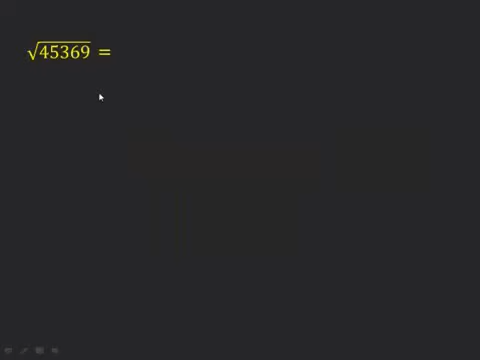 √45369 =